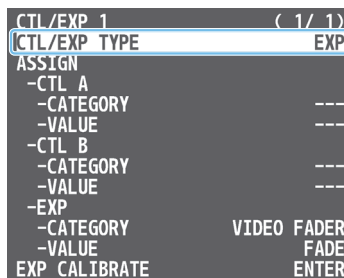 CTL/EXP 1 ( 1/ 1)
CTL/EXP TYPE EXP
ASSIGN
-CTL A
-CATEGORY ---
-VALUE ---
-CTL B
-CATEGORY ---
-VALUE ---
-EXP
-CATEGORY VIDEO FADER
-VALUE FADE
EXP CALIBRATE ENTER